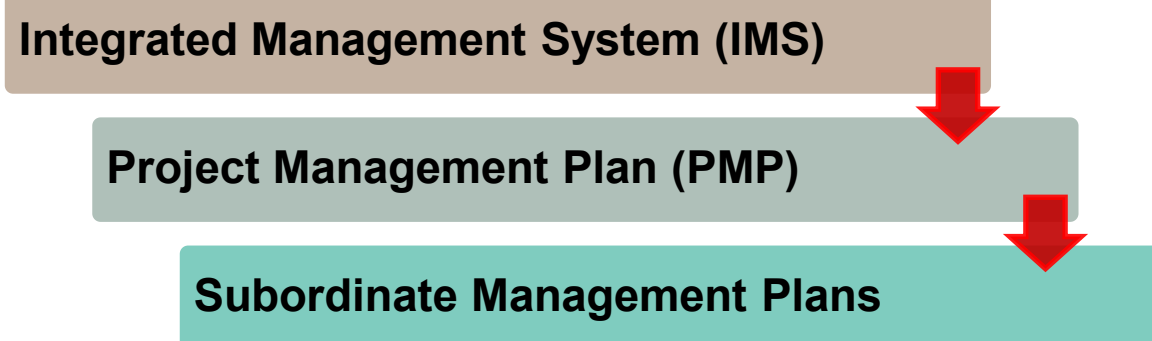 Integrated Management System (IMS)
Project Management Plan (PMP)
Subordinate Management Plans